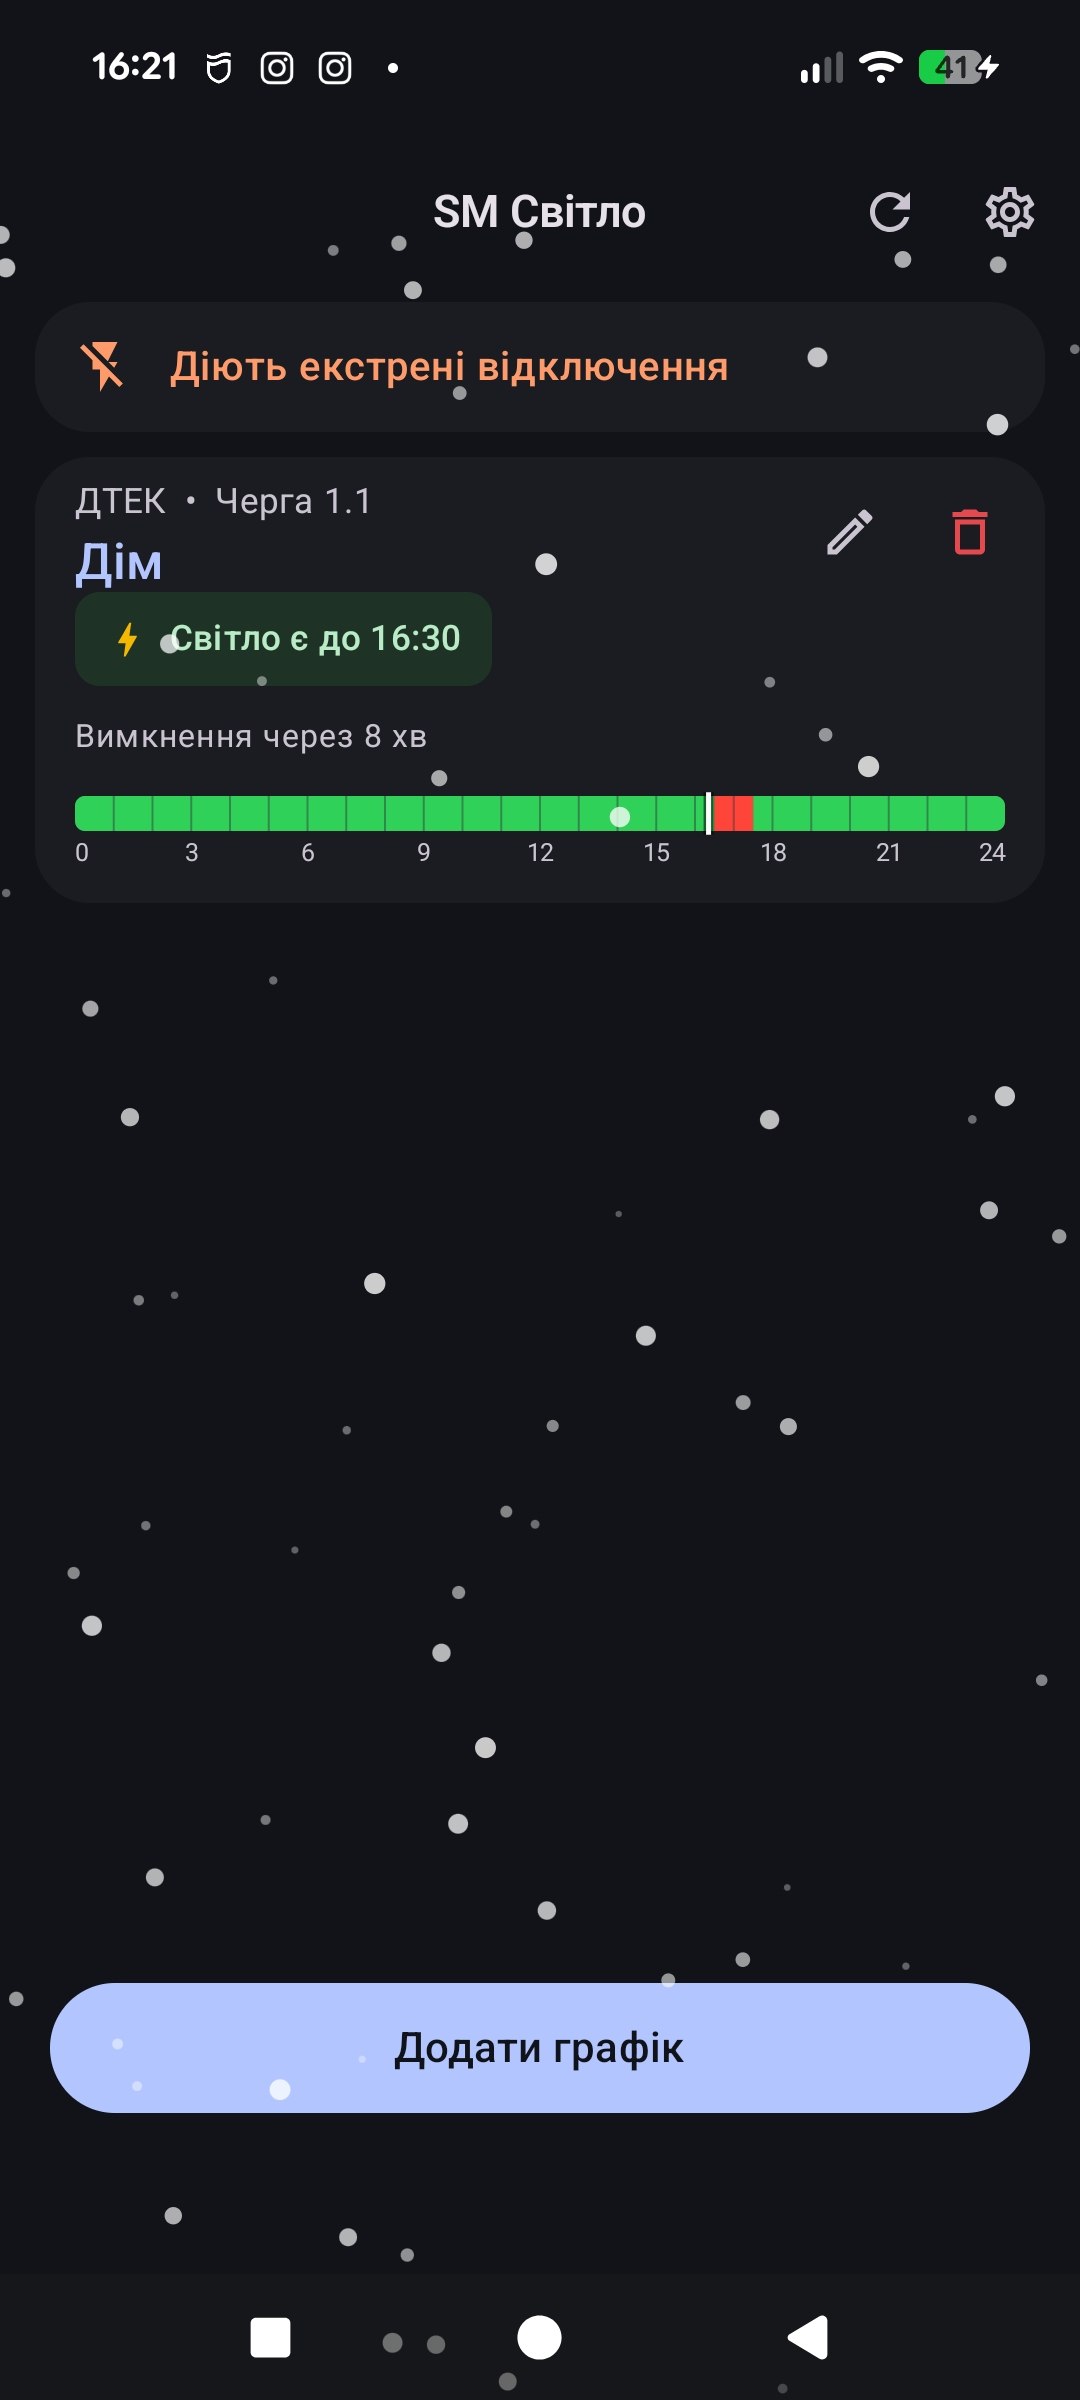 16:21
41
SM Світло
Діють екстрені відключення
ДТЕК • Черга 1.1
Дім
Світло є до 16:30
Вимкнення через 8 хв
0 3 6 9 12 15 18 21 24
Додати графік